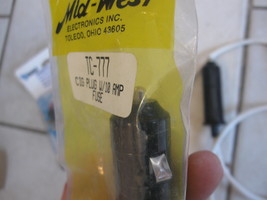 Mid-West
ELECTRONICS INC.
TOLEDO, OHIO 43605
TC-777
PLUG W/10 AMP
FUSE